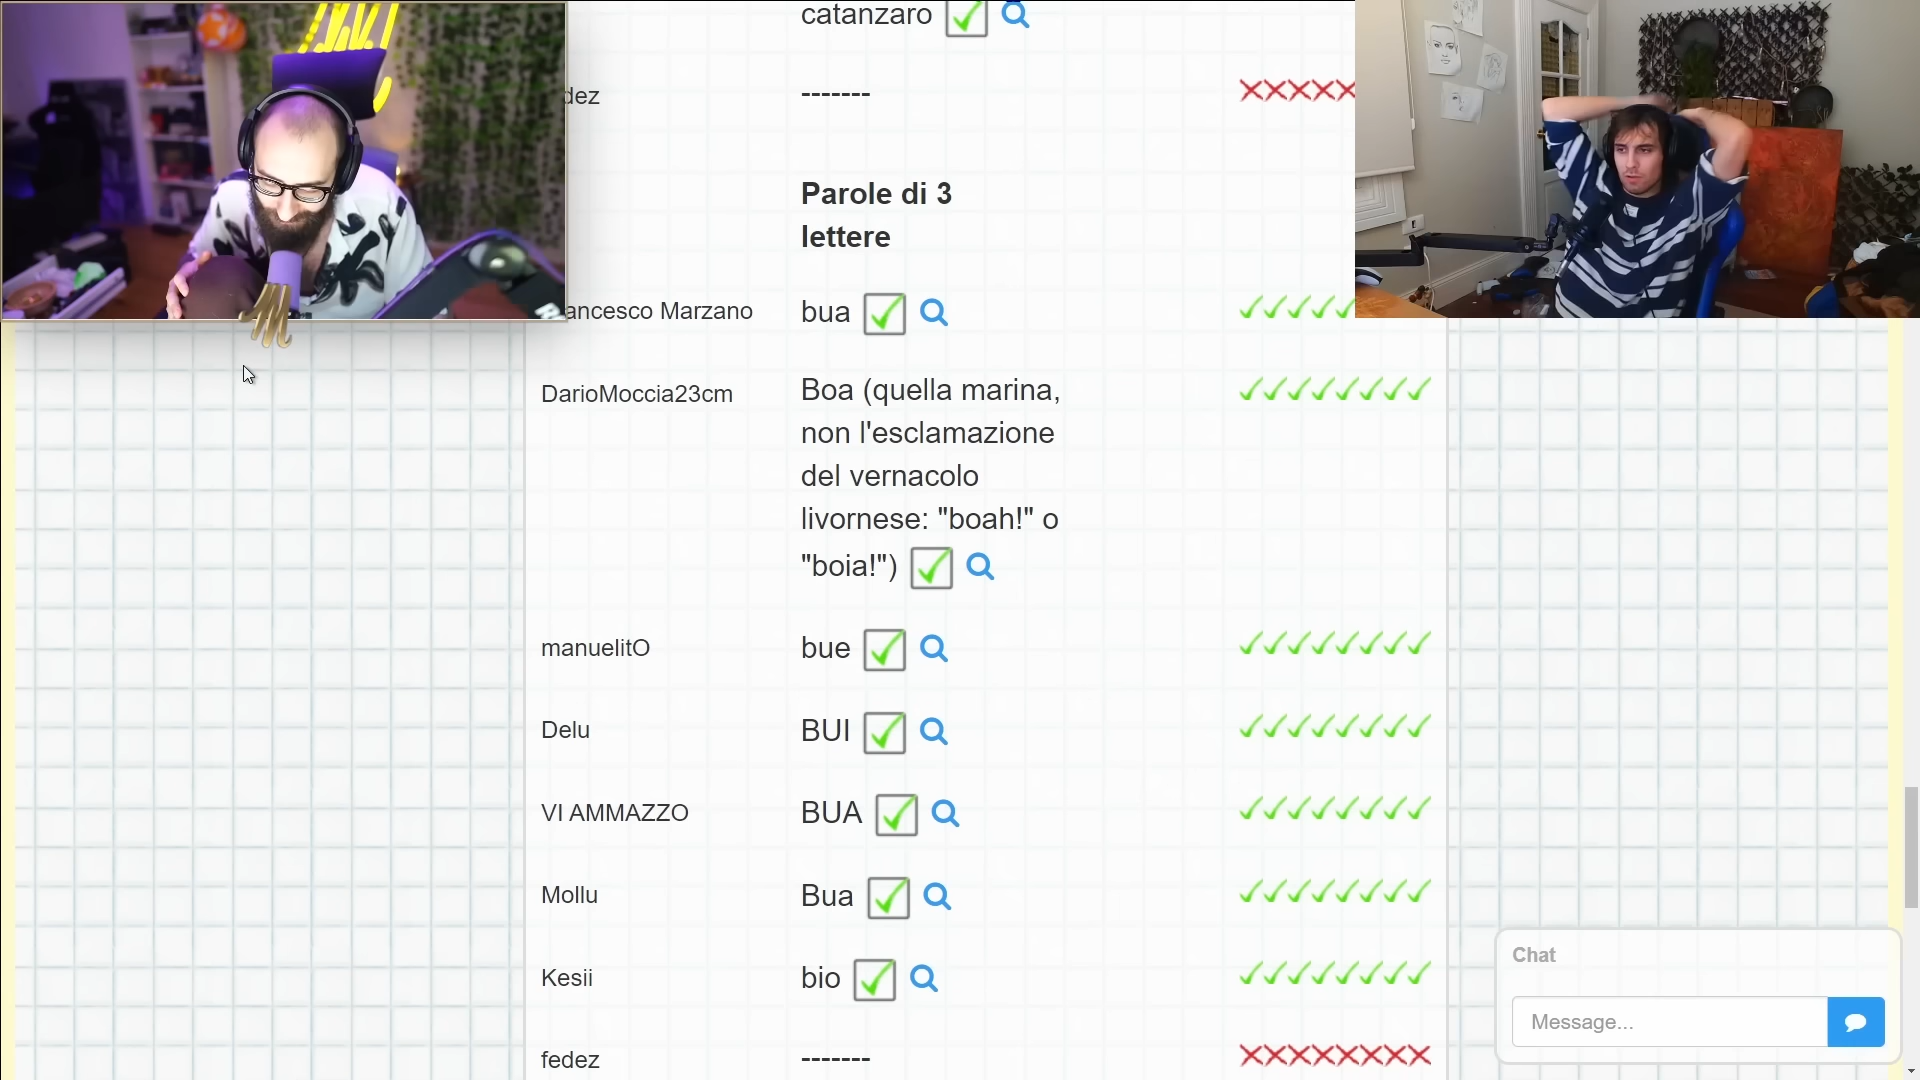 catanzaro
dez
-------
Parole di 3
lettere
ancesco Marzano
bua
DarioMoccia23cm
Boa (quella marina,
non l'esclamazione
del vernacolo
livornese: "boah!" o
"boia!")
manuelitO
bue
Delu
BUI
VI AMMAZZO
BUA
Mollu
Bua
Kesii
bio
fedez
-------
Chat
Message...